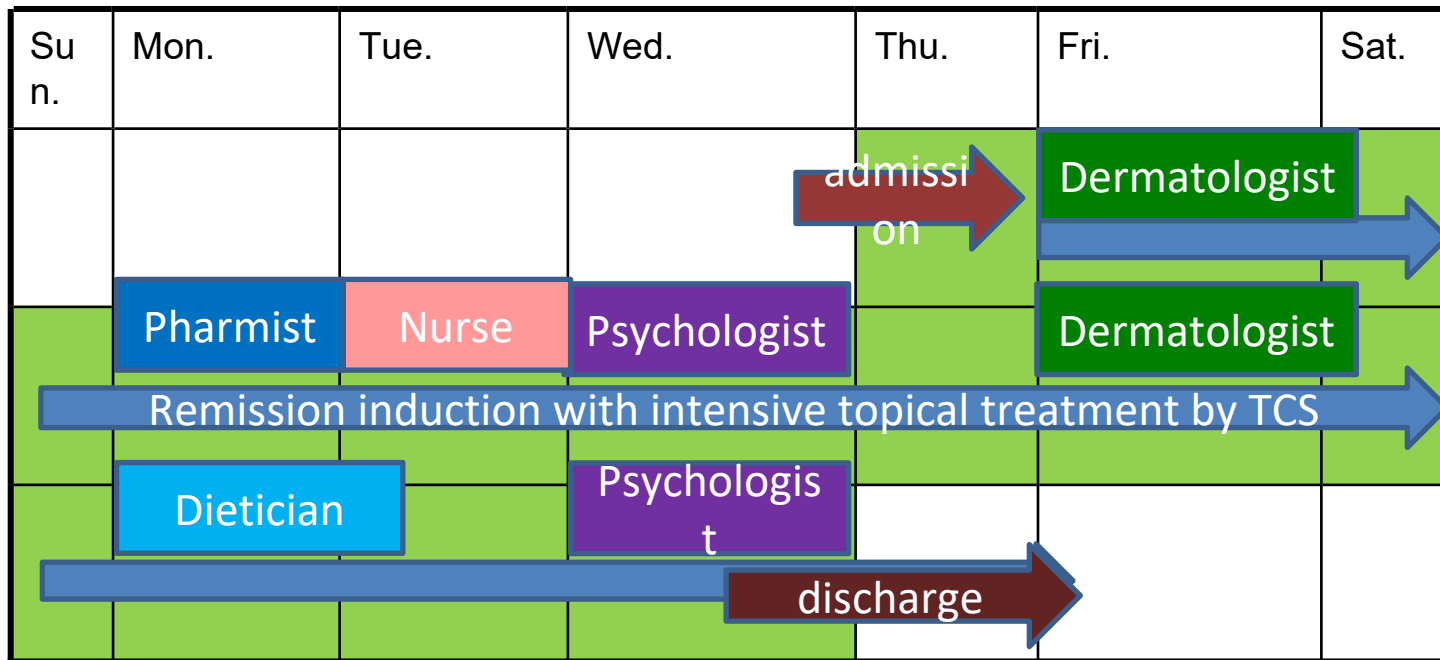 Su
n.
Mon.
Tue.
Wed.
Thu.
Fri.
Sat.
admissi
on
Dermatologist
Pharmist
Nurse
Psychologist
Dermatologist
Remission induction with intensive topical treatment by TCS
Dietician
Psychologis
t
discharge